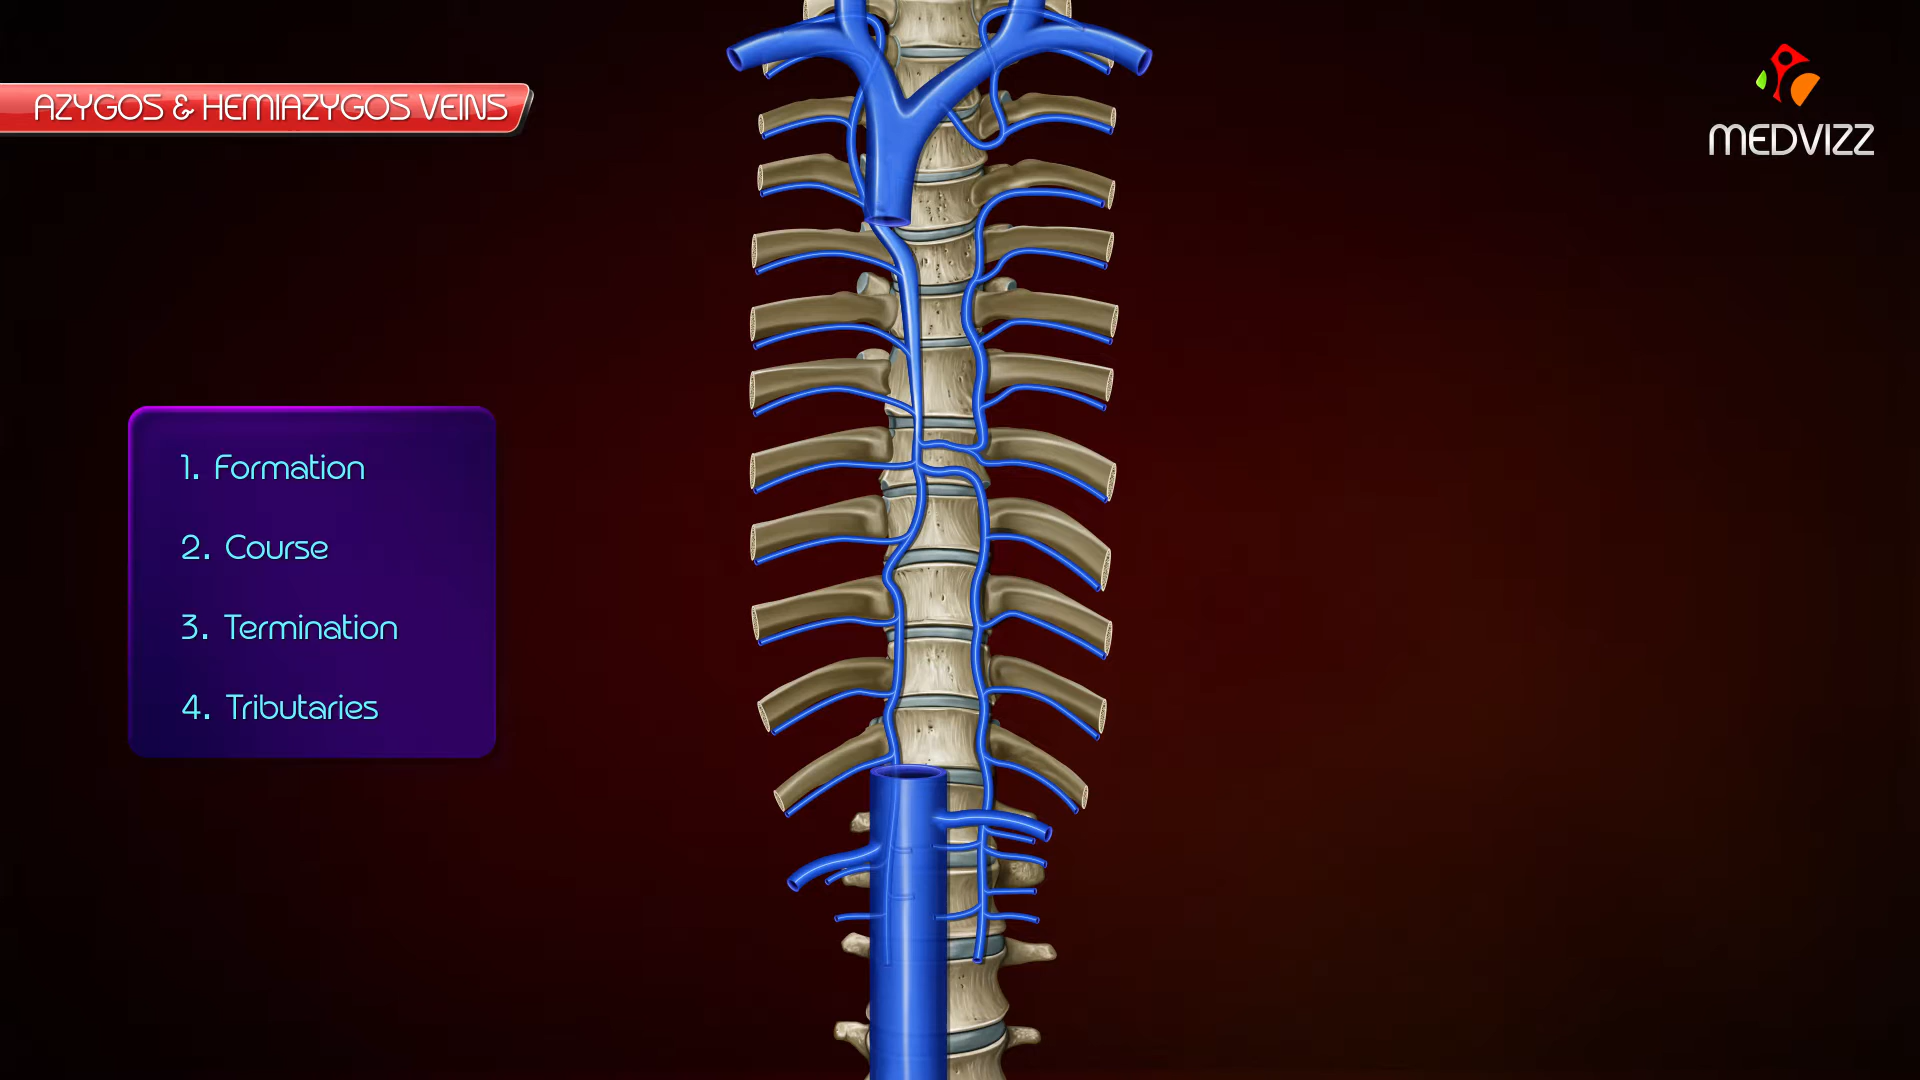 AZYGOS & HEMIAZYGOS VEINS
MEDVIZZ
1. Formation
2. Course
3. Termination
4. Tributaries